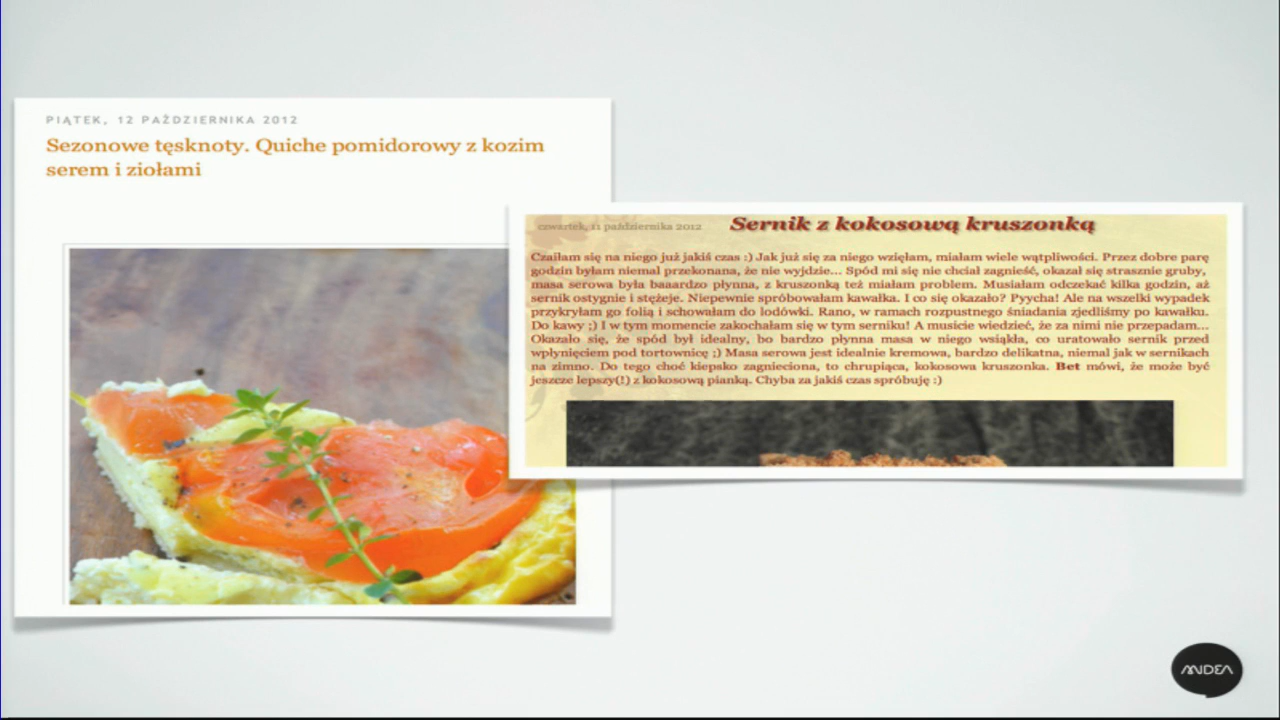 PIĄTEK, 12 PAŹDZIERNIKA 2012
Sezonowe tęsknoty. Quiche pomidorowy z kozim
serem i ziołami
czwartek, 11 października 2012
Sernik z kokosową kruszonką
Czaiłam się na niego już jakiś czas :) Jak już się za niego wzięłam, miałam wiele wątpliwości. Przez dobre parę
godzin byłam niemal przekonana, że nie wyjdzie... Spód mi się nie chciał zagnieść, okazał się strasznie gruby,
masa serowa była baaardzo płynna, z kruszonką też miałam problem. Musiałam odczekać kilka godzin, aż
sernik ostygnie i stężeje. Niepewnie spróbowałam kawałka. I co się okazało? Pyycha! Ale na wszelki wypadek
przykryłam go folią i schowałam do lodówki. Rano, w ramach rozpustnego śniadania zjedliśmy po kawałku.
Do kawy ;) I w tym momencie zakochałam się w tym serniku! A musicie wiedzieć, że za nimi nie przepadam...
Okazało się, że spód był idealny, bo bardzo płynna masa w niego wsiąkła, co uratowało sernik przed
wpłynięciem pod tortownicę ;) Masa serowa jest idealnie kremowa, bardzo delikatna, niemal jak w sernikach
na zimno. Do tego choć kiepsko zagnieciona, to chrupiąca, kokosowa kruszonka. Bet mówi, że może być
jeszcze lepszy(!) z kokosową pianką. Chyba za jakiś czas spróbuję :)